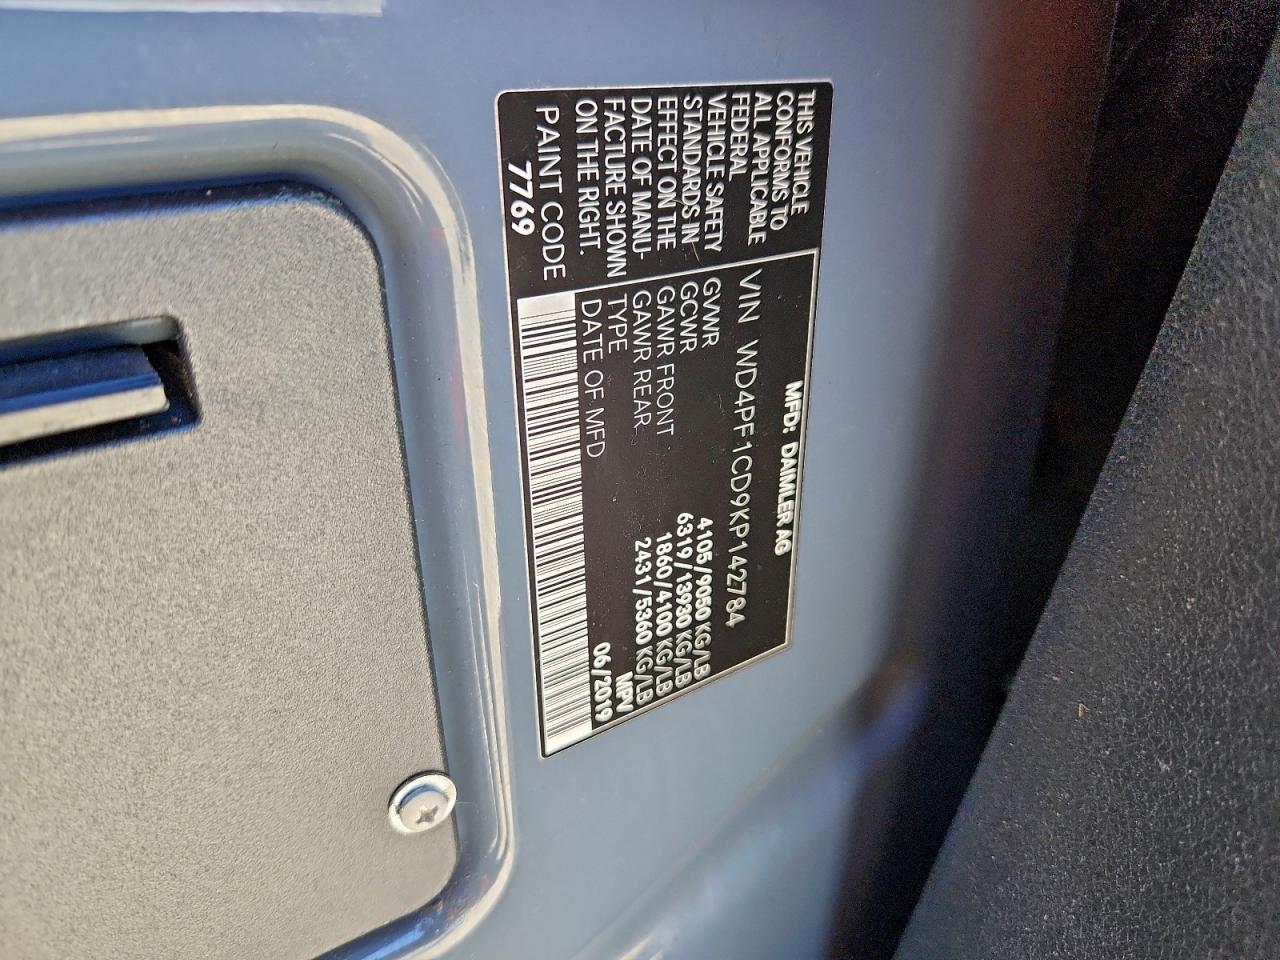 MFD: DAIMLER AG
THIS VEHICLE
CONFORMS TO
ALL APPLICABLE
FEDERAL
VEHICLE SAFETY
STANDARDS IN
EFFECT ON THE
DATE OF MANU-
FACTURE SHOWN
ON THE RIGHT.
PAINT CODE
7769
VIN WD4PF1CD9KP142784
GVWR 4105/9050 KG/LB
GCWR 6319/13930 KG/LB
GAWR FRONT 1860/4100 KG/LB
GAWR REAR 2431/5360 KG/LB
TYPE MPV
DATE OF MFD 06/2019